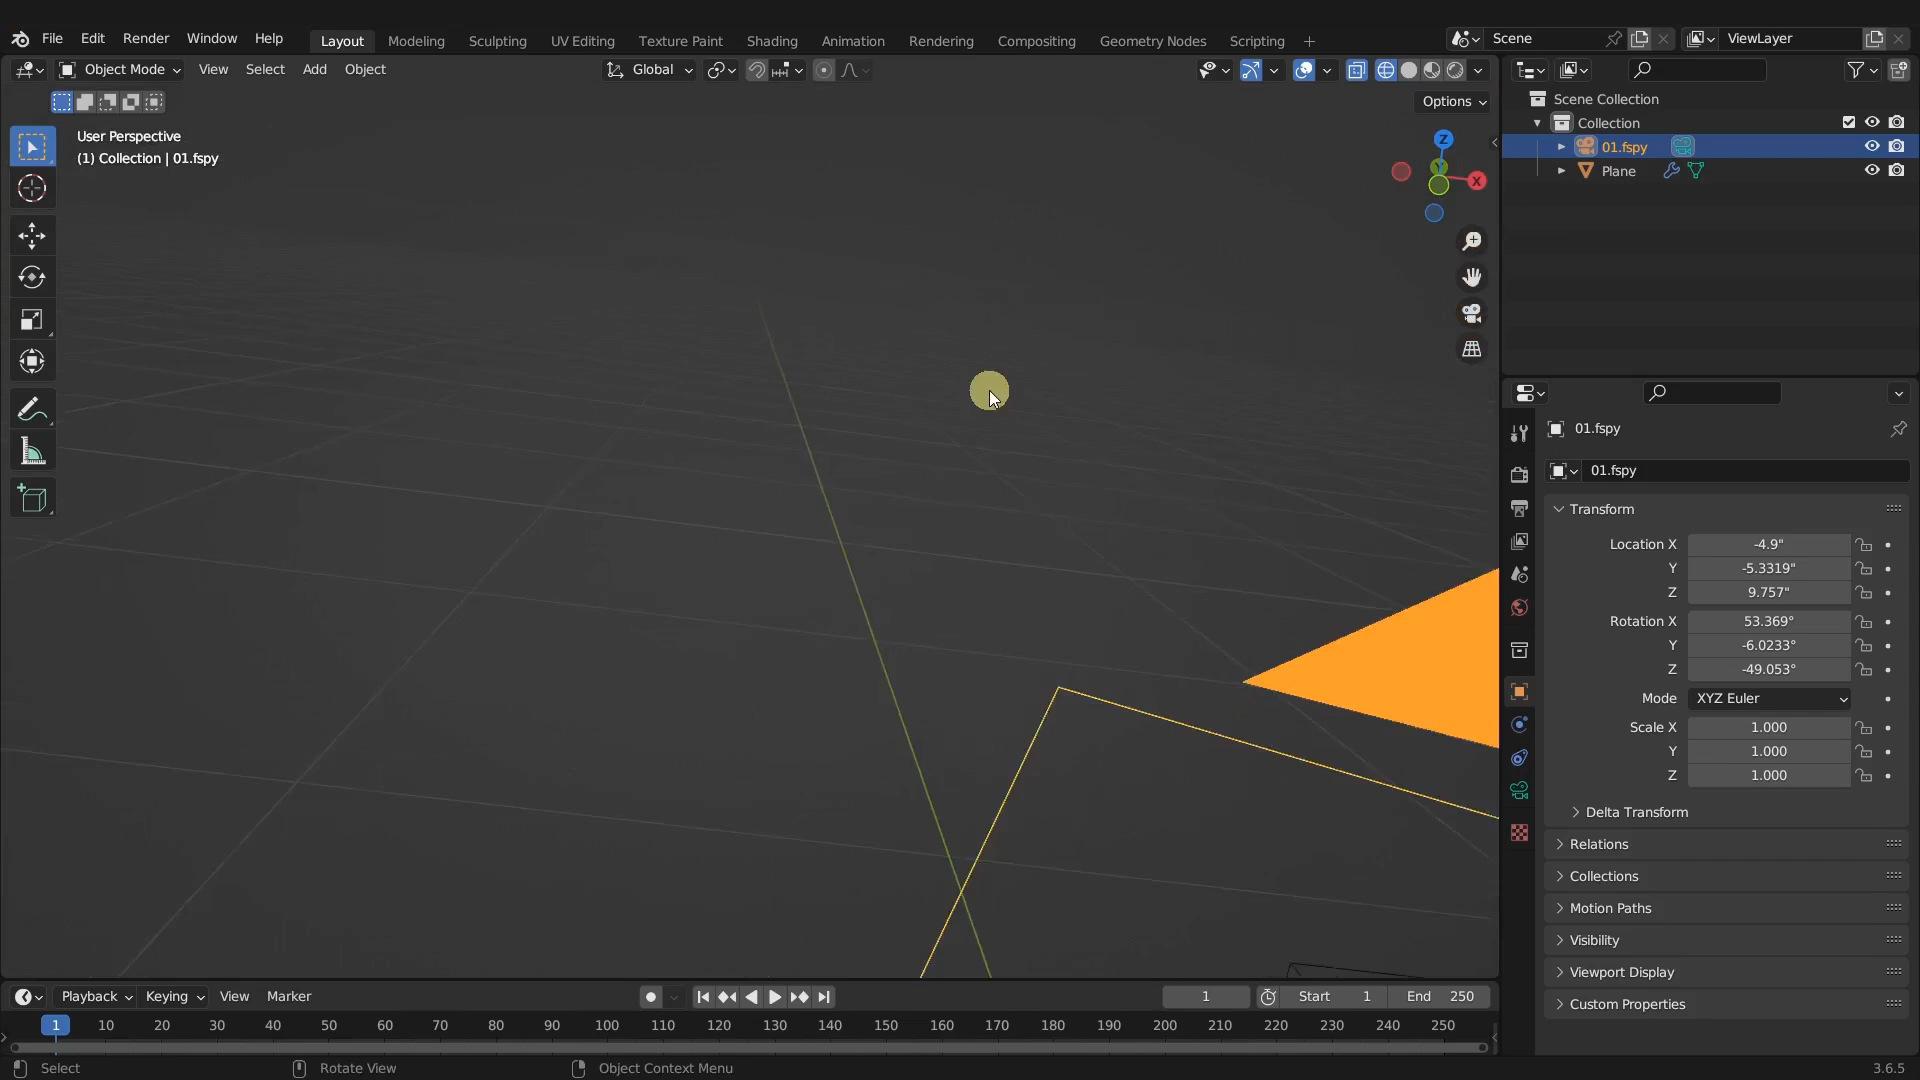 File Edit Render Window Help Layout Modeling Sculpting UV Editing Texture Paint Shading Animation Rendering Compositing Geometry Nodes Scripting + Scene ViewLayer
Object Mode View Select Add Object Global
Options
User Perspective
(1) Collection | 01.fspy
Z
Y
X
Scene Collection
Collection
01.fspy
Plane
01.fspy
01.fspy
Transform
Location X -4.9"
Y -5.3319"
Z 9.757"
Rotation X 53.369°
Y -6.0233°
Z -49.053°
Mode XYZ Euler
Scale X 1.000
Y 1.000
Z 1.000
Delta Transform
Relations
Collections
Motion Paths
Visibility
Viewport Display
Custom Properties
Playback Keying View Marker 1 Start 1 End 250
1 10 20 30 40 50 60 70 80 90 100 110 120 130 140 150 160 170 180 190 200 210 220 230 240 250
Select Rotate View Object Context Menu 3.6.5